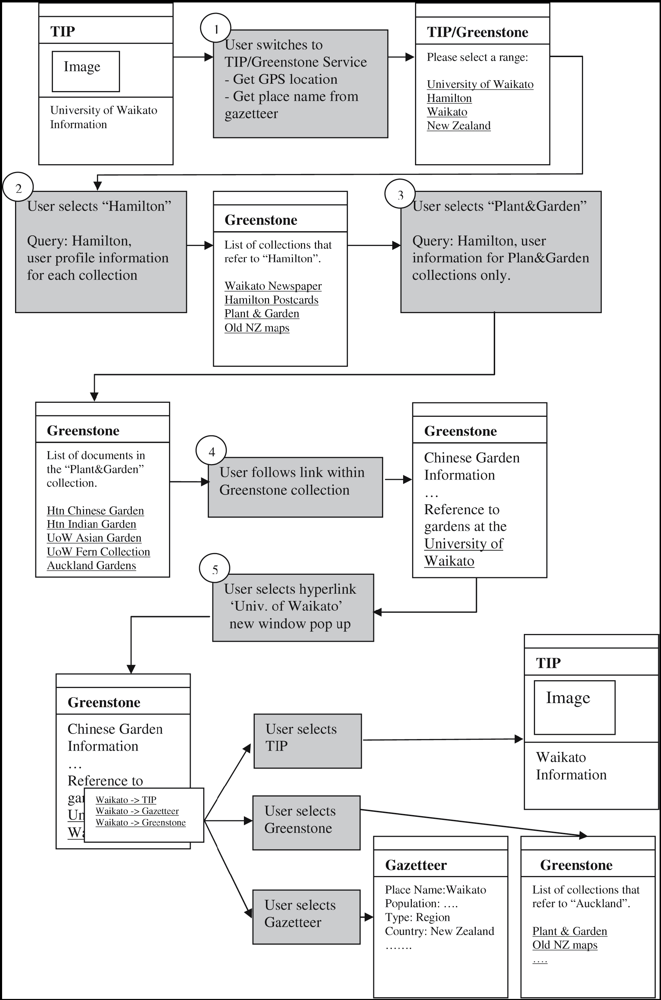 TIP
Image
University of Waikato
Information
1
User switches to
TIP/Greenstone Service
- Get GPS location
- Get place name from
gazetteer
TIP/Greenstone
Please select a range:
University of Waikato
Hamilton
Waikato
New Zealand
2
User selects “Hamilton”
Query: Hamilton,
user profile information
for each collection
Greenstone
List of collections that
refer to “Hamilton”.
Waikato Newspaper
Hamilton Postcards
Plant & Garden
Old NZ maps
3
User selects “Plant&Garden”
Query: Hamilton, user
information for Plan&Garden
collections only.
Greenstone
List of documents in
the “Plant&Garden”
collection.
Htn Chinese Garden
Htn Indian Garden
UoW Asian Garden
UoW Fern Collection
Auckland Gardens
4
User follows link within
Greenstone collection
Greenstone
Chinese Garden
Information
…
Reference to
gardens at the
University of
Waikato
5
User selects hyperlink
‘Univ. of Waikato’
new window pop up
Greenstone
Chinese Garden
Information
…
Reference to
gar
Un
Wa
Waikato -> TIP
Waikato -> Gazetteer
Waikato -> Greenstone
User selects
TIP
TIP
Image
Waikato
Information
User selects
Greenstone
User selects
Gazetteer
Gazetteer
Place Name:Waikato
Population: ….
Type: Region
Country: New Zealand
…….
Greenstone
List of collections that
refer to “Auckland”.
Plant & Garden
Old NZ maps
….